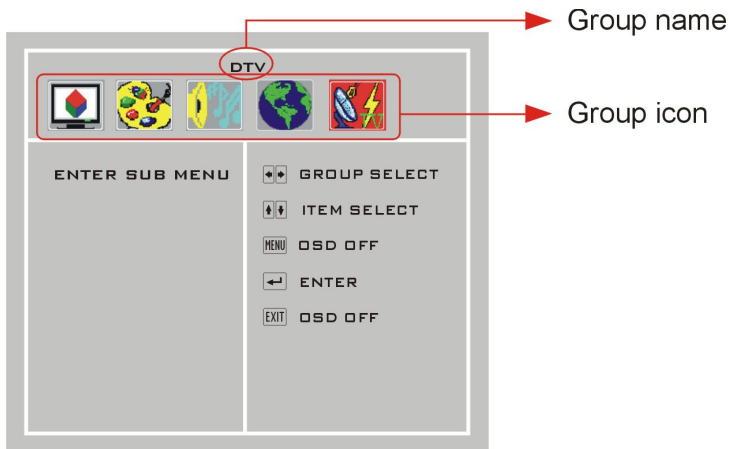 Group name
DTV
Group icon
ENTER SUB MENU
GROUP SELECT
ITEM SELECT
MENU OSD OFF
ENTER
EXIT OSD OFF